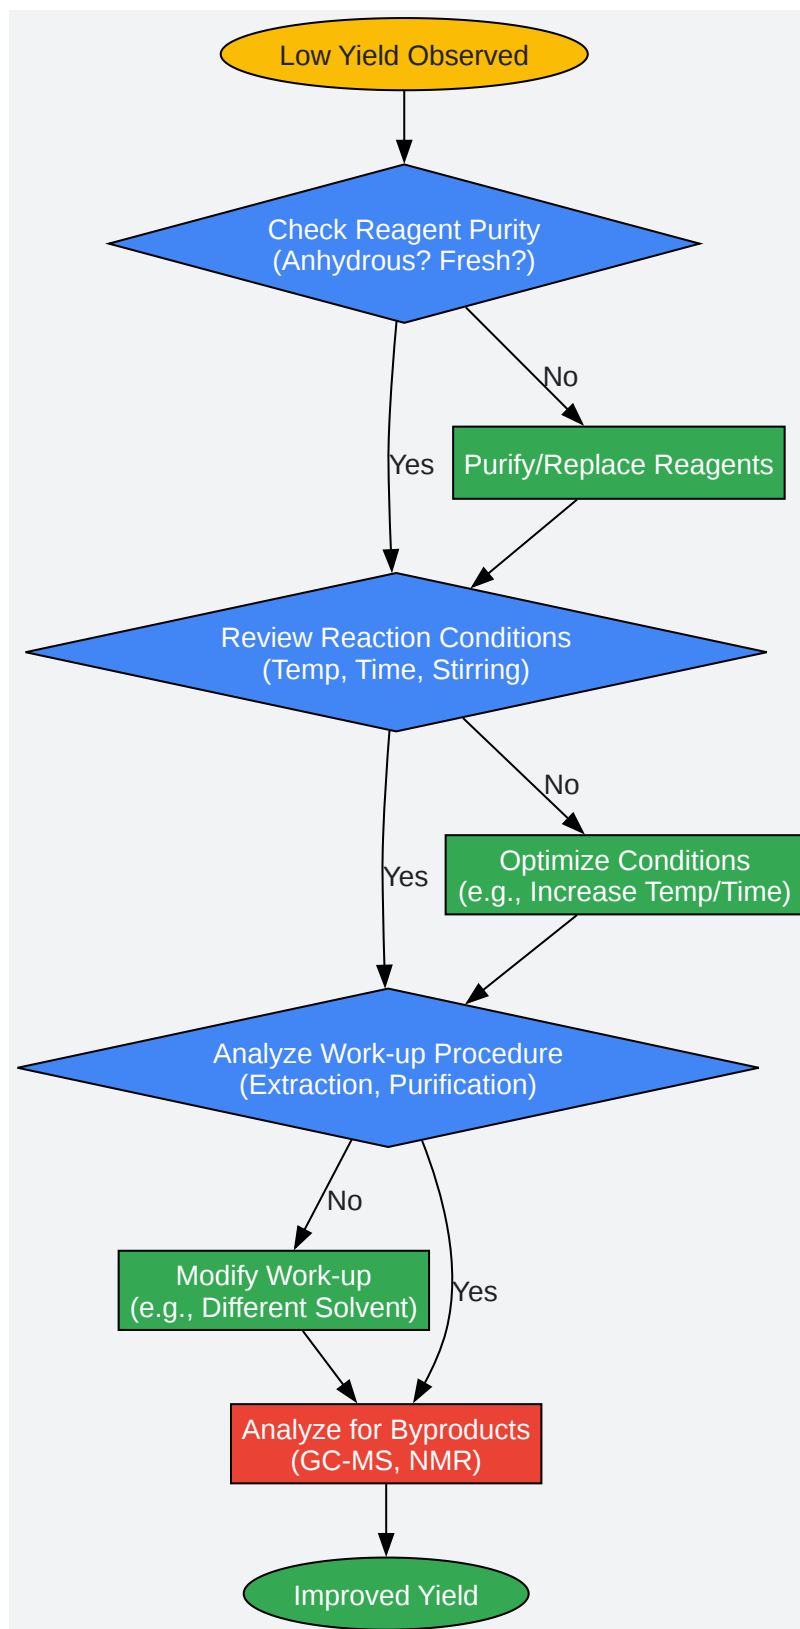 Low Yield Observed
Check Reagent Purity
(Anhydrous? Fresh?)
No
Yes
Purify/Replace Reagents
Review Reaction Conditions
(Temp, Time, Stirring)
No
Yes
Optimize Conditions
(e.g., Increase Temp/Time)
Analyze Work-up Procedure
(Extraction, Purification)
No
Modify Work-up
(e.g., Different Solvent)
Yes
Analyze for Byproducts
(GC-MS, NMR)
Improved Yield